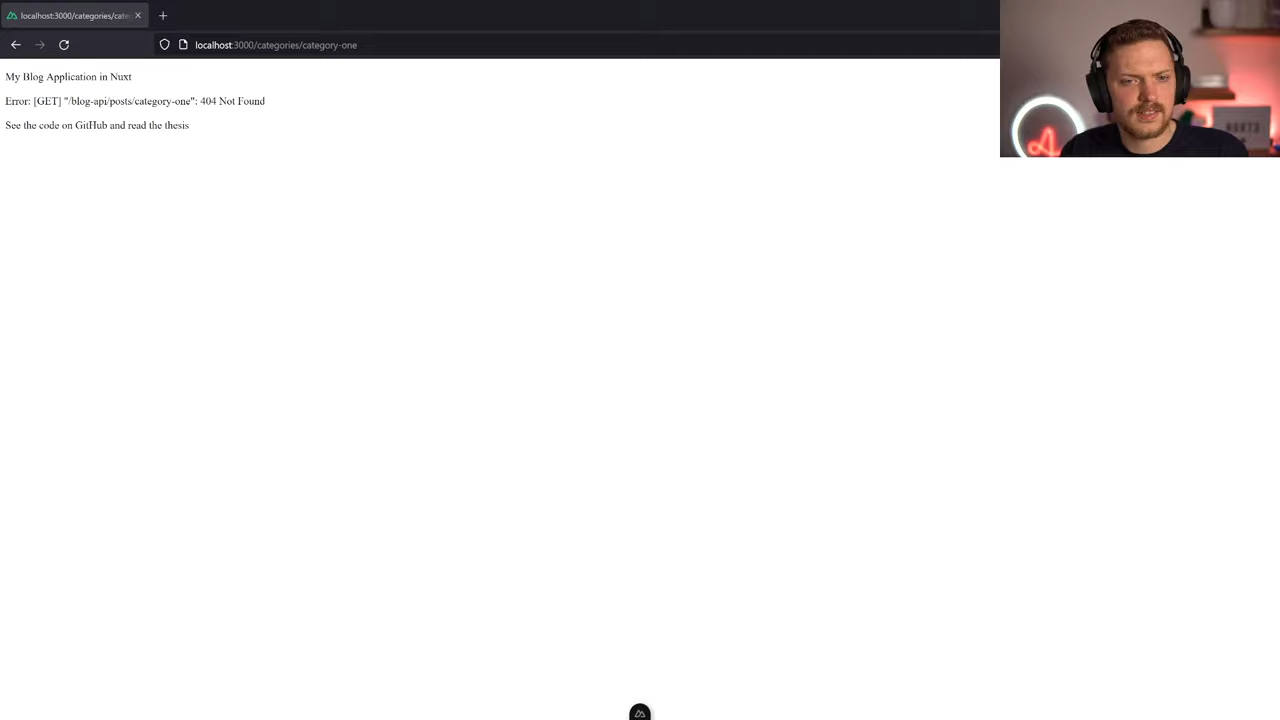 localhost:3000/categories/cate
localhost:3000/categories/category-one
My Blog Application in Nuxt
Error: [GET] "/blog-api/posts/category-one": 404 Not Found
See the code on GitHub and read the thesis